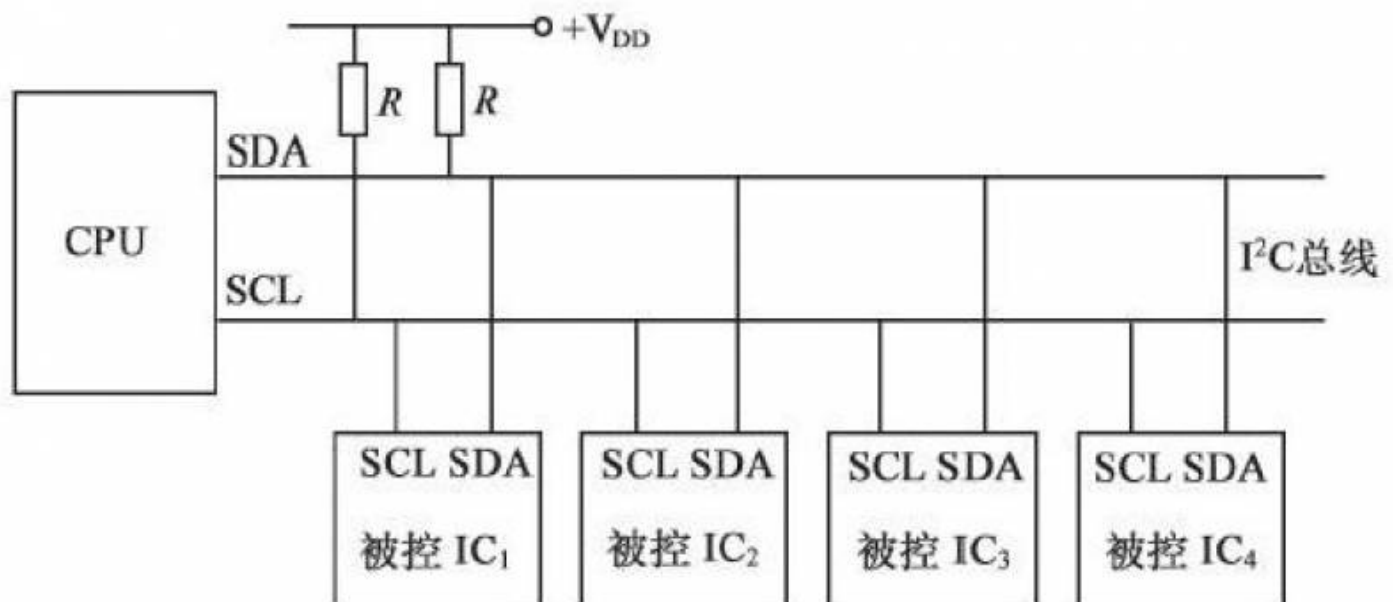 +V_DD
R R
SDA
CPU
I²C总线
SCL
SCL SDA SCL SDA SCL SDA SCL SDA
被控 IC₁ 被控 IC₂ 被控 IC₃ 被控 IC₄